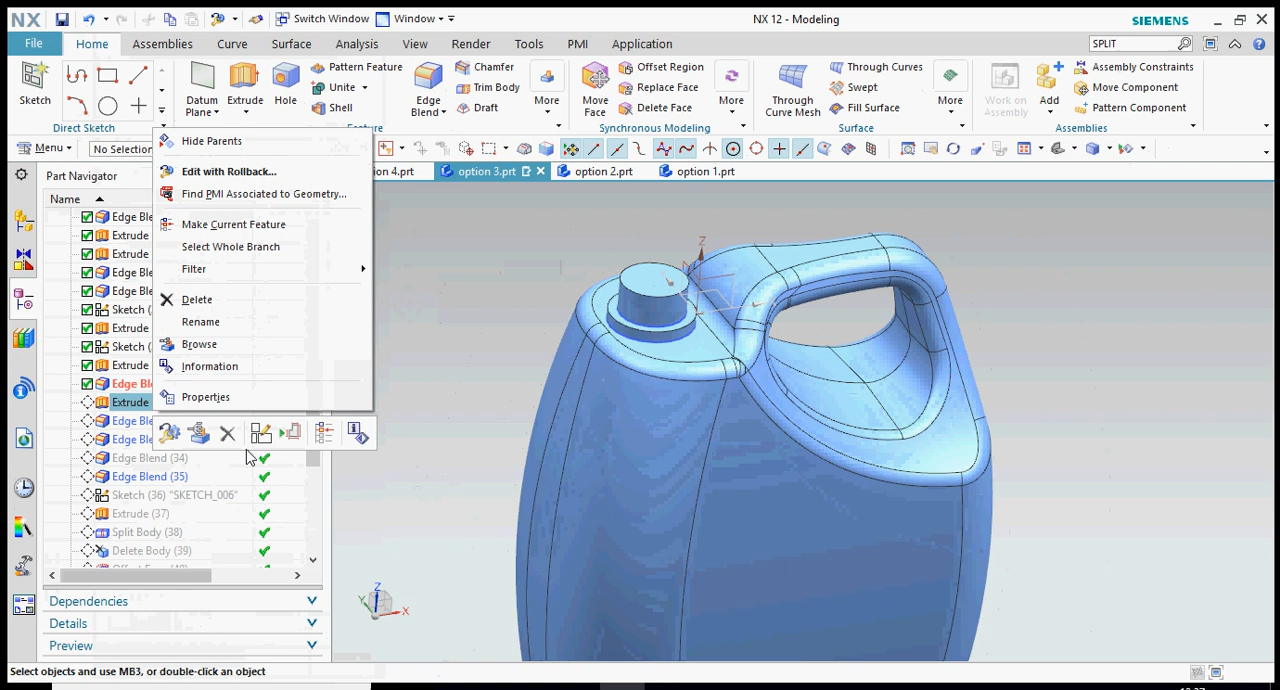 NX Switch Window Window NX 12 - Modeling SIEMENS
File Home Assemblies Curve Surface Analysis View Render Tools PMI Application SPLIT
Sketch Datum Plane Extrude Hole Pattern Feature Unite Shell Edge Blend Chamfer Trim Body Draft More Move Face Offset Region Replace Face Delete Face More Through Curve Mesh Through Curves Swept Fill Surface More Work on Assembly Add Assembly Constraints Move Component Pattern Component
Direct Sketch Feature Synchronous Modeling Surface Assemblies
Menu No Selection
Part Navigator
option 3.prt option 2.prt option 1.prt
Name
Hide Parents
Edit with Rollback...
Find PMI Associated to Geometry...
Make Current Feature
Select Whole Branch
Filter
Delete
Rename
Browse
Information
Properties
Edge Ble
Extrude
Extrude
Edge Ble
Edge Ble
Sketch (
Extrude
Sketch (
Extrude
Edge Ble
Extrude
Edge Ble
Edge Ble
Edge Blend (34)
Edge Blend (35)
Sketch (36) "SKETCH_006"
Extrude (37)
Split Body (38)
Delete Body (39)
Dependencies
Details
Preview
Z
Z
Y
X
Select objects and use MB3, or double-click an object